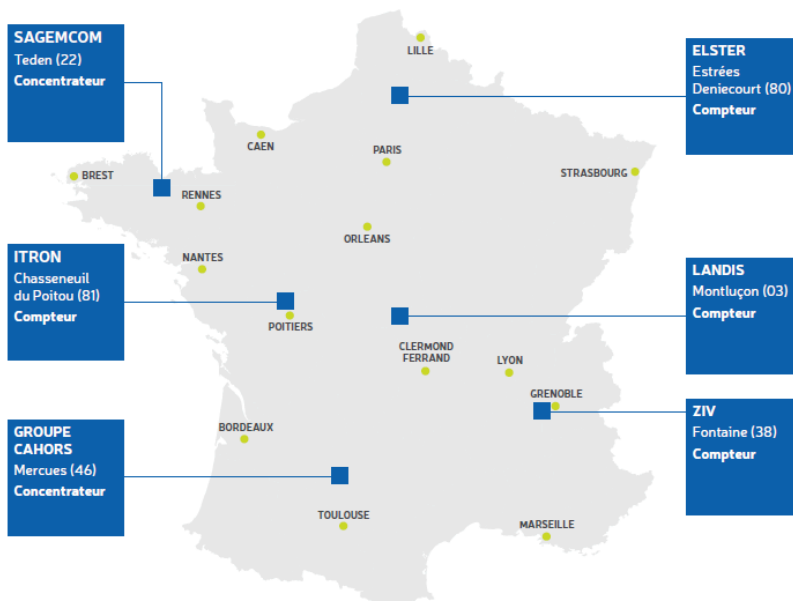 SAGEMCOM
Teden (22)
Concentrateur
ELSTER
Estrées
Deniecourt (80)
Compteur
LILLE
CAEN
PARIS
STRASBOURG
BREST
RENNES
ORLEANS
NANTES
ITRON
Chasseneuil
du Poitou (81)
Compteur
POITIERS
LANDIS
Montluçon (03)
Compteur
CLERMOND
FERRAND
LYON
GRENOBLE
ZIV
Fontaine (38)
Compteur
GROUPE
CAHORS
Mercues (46)
Concentrateur
BORDEAUX
TOULOUSE
MARSEILLE